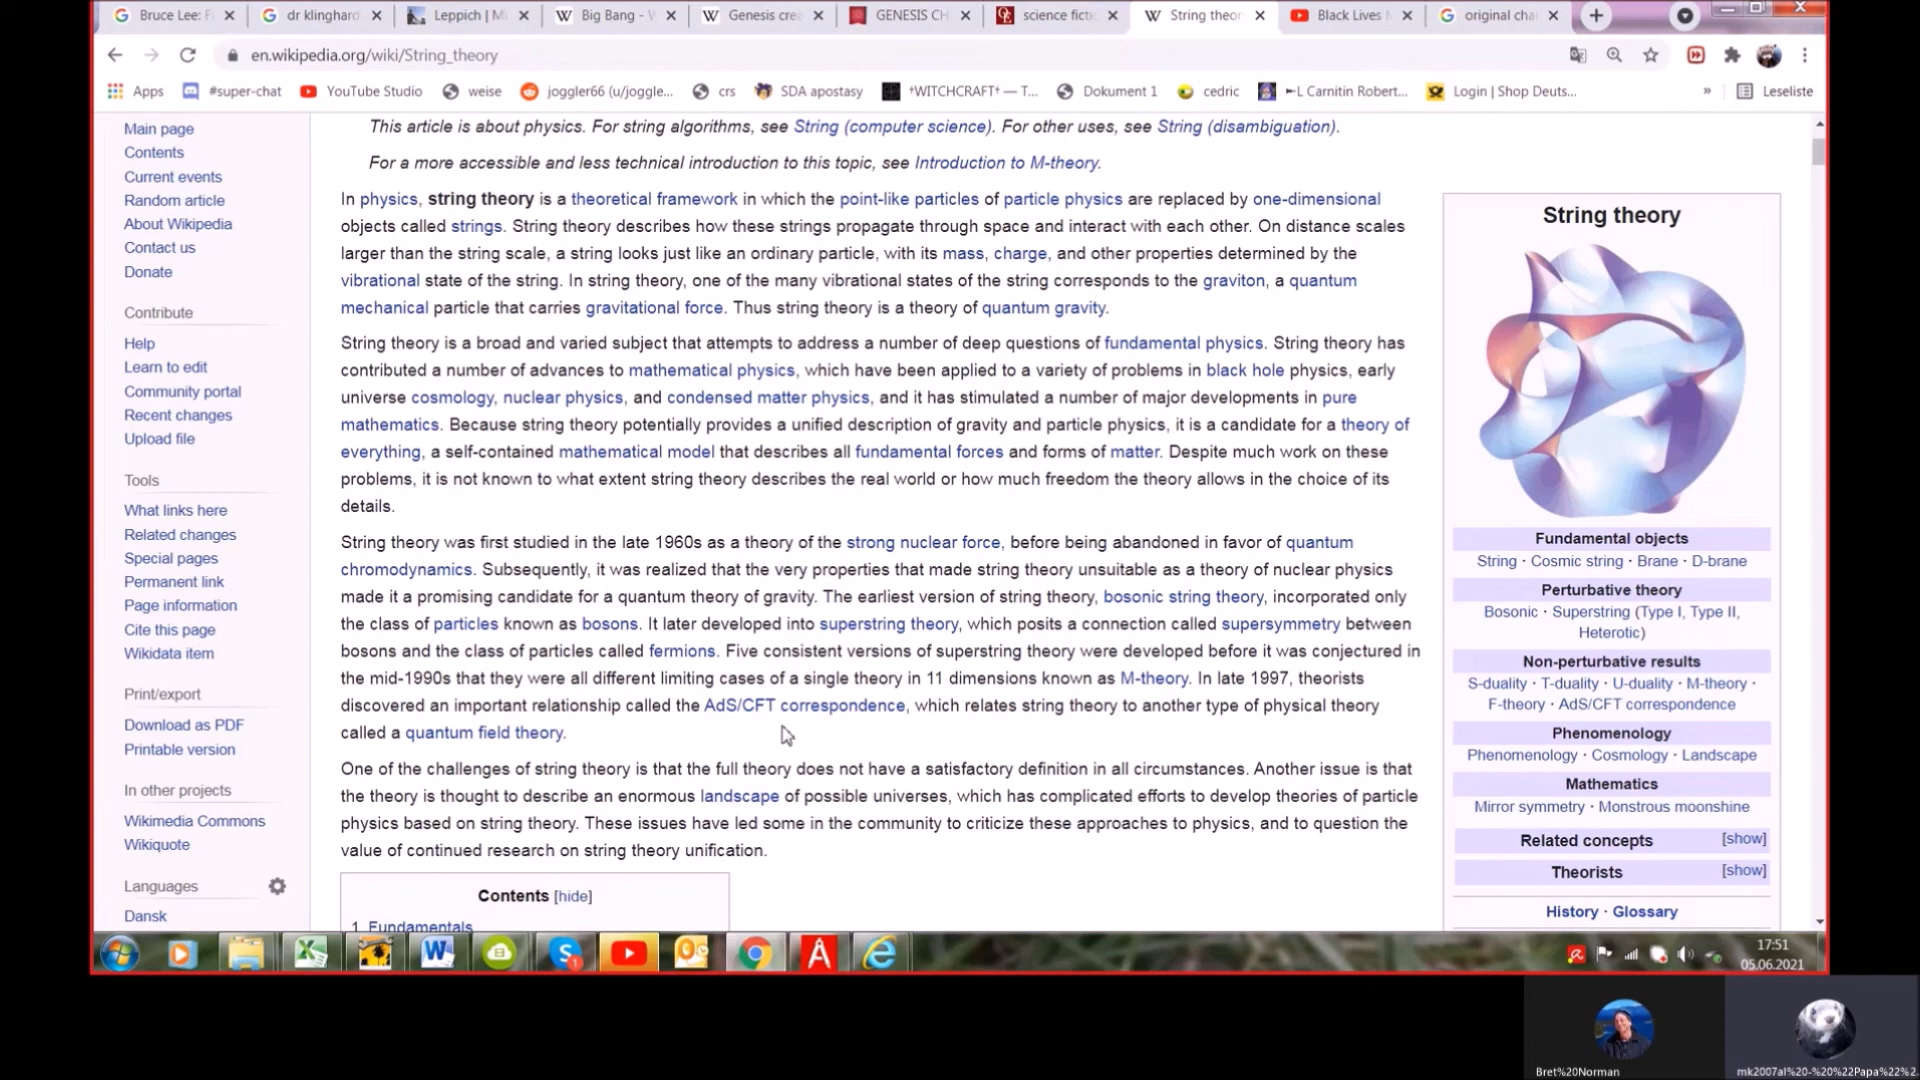 Bruce Lee: F
dr klinghard
Leppich | Mi
Big Bang - W
Genesis crea
GENESIS CH
science fictio
String theor
Black Lives M
original cha
en.wikipedia.org/wiki/String_theory
Apps
#super-chat
YouTube Studio
weise
joggler66 (u/joggle...
crs
SDA apostasy
†WITCHCRAFT† — T...
Dokument 1
cedric
L Carnitin Robert...
Login | Shop Deuts...
»
Leseliste
Main page
Contents
Current events
Random article
About Wikipedia
Contact us
Donate
Contribute
Help
Learn to edit
Community portal
Recent changes
Upload file
Tools
What links here
Related changes
Special pages
Permanent link
Page information
Cite this page
Wikidata item
Print/export
Download as PDF
Printable version
In other projects
Wikimedia Commons
Wikiquote
Languages
Dansk
This article is about physics. For string algorithms, see String (computer science). For other uses, see String (disambiguation).
For a more accessible and less technical introduction to this topic, see Introduction to M-theory.
In physics, string theory is a theoretical framework in which the point-like particles of particle physics are replaced by one-dimensional
objects called strings. String theory describes how these strings propagate through space and interact with each other. On distance scales
larger than the string scale, a string looks just like an ordinary particle, with its mass, charge, and other properties determined by the
vibrational state of the string. In string theory, one of the many vibrational states of the string corresponds to the graviton, a quantum
mechanical particle that carries gravitational force. Thus string theory is a theory of quantum gravity.
String theory is a broad and varied subject that attempts to address a number of deep questions of fundamental physics. String theory has
contributed a number of advances to mathematical physics, which have been applied to a variety of problems in black hole physics, early
universe cosmology, nuclear physics, and condensed matter physics, and it has stimulated a number of major developments in pure
mathematics. Because string theory potentially provides a unified description of gravity and particle physics, it is a candidate for a theory of
everything, a self-contained mathematical model that describes all fundamental forces and forms of matter. Despite much work on these
problems, it is not known to what extent string theory describes the real world or how much freedom the theory allows in the choice of its
details.
String theory was first studied in the late 1960s as a theory of the strong nuclear force, before being abandoned in favor of quantum
chromodynamics. Subsequently, it was realized that the very properties that made string theory unsuitable as a theory of nuclear physics
made it a promising candidate for a quantum theory of gravity. The earliest version of string theory, bosonic string theory, incorporated only
the class of particles known as bosons. It later developed into superstring theory, which posits a connection called supersymmetry between
bosons and the class of particles called fermions. Five consistent versions of superstring theory were developed before it was conjectured in
the mid-1990s that they were all different limiting cases of a single theory in 11 dimensions known as M-theory. In late 1997, theorists
discovered an important relationship called the AdS/CFT correspondence, which relates string theory to another type of physical theory
called a quantum field theory.
One of the challenges of string theory is that the full theory does not have a satisfactory definition in all circumstances. Another issue is that
the theory is thought to describe an enormous landscape of possible universes, which has complicated efforts to develop theories of particle
physics based on string theory. These issues have led some in the community to criticize these approaches to physics, and to question the
value of continued research on string theory unification.
Contents [hide]
1 Fundamentals
String theory
Fundamental objects
String · Cosmic string · Brane · D-brane
Perturbative theory
Bosonic · Superstring (Type I, Type II,
Heterotic)
Non-perturbative results
S-duality · T-duality · U-duality · M-theory ·
F-theory · AdS/CFT correspondence
Phenomenology
Phenomenology · Cosmology · Landscape
Mathematics
Mirror symmetry · Monstrous moonshine
Related concepts [show]
Theorists [show]
History · Glossary
17:51
05.06.2021
Bret%20Norman
mk2007al%20-%20%22Papa%22%2.